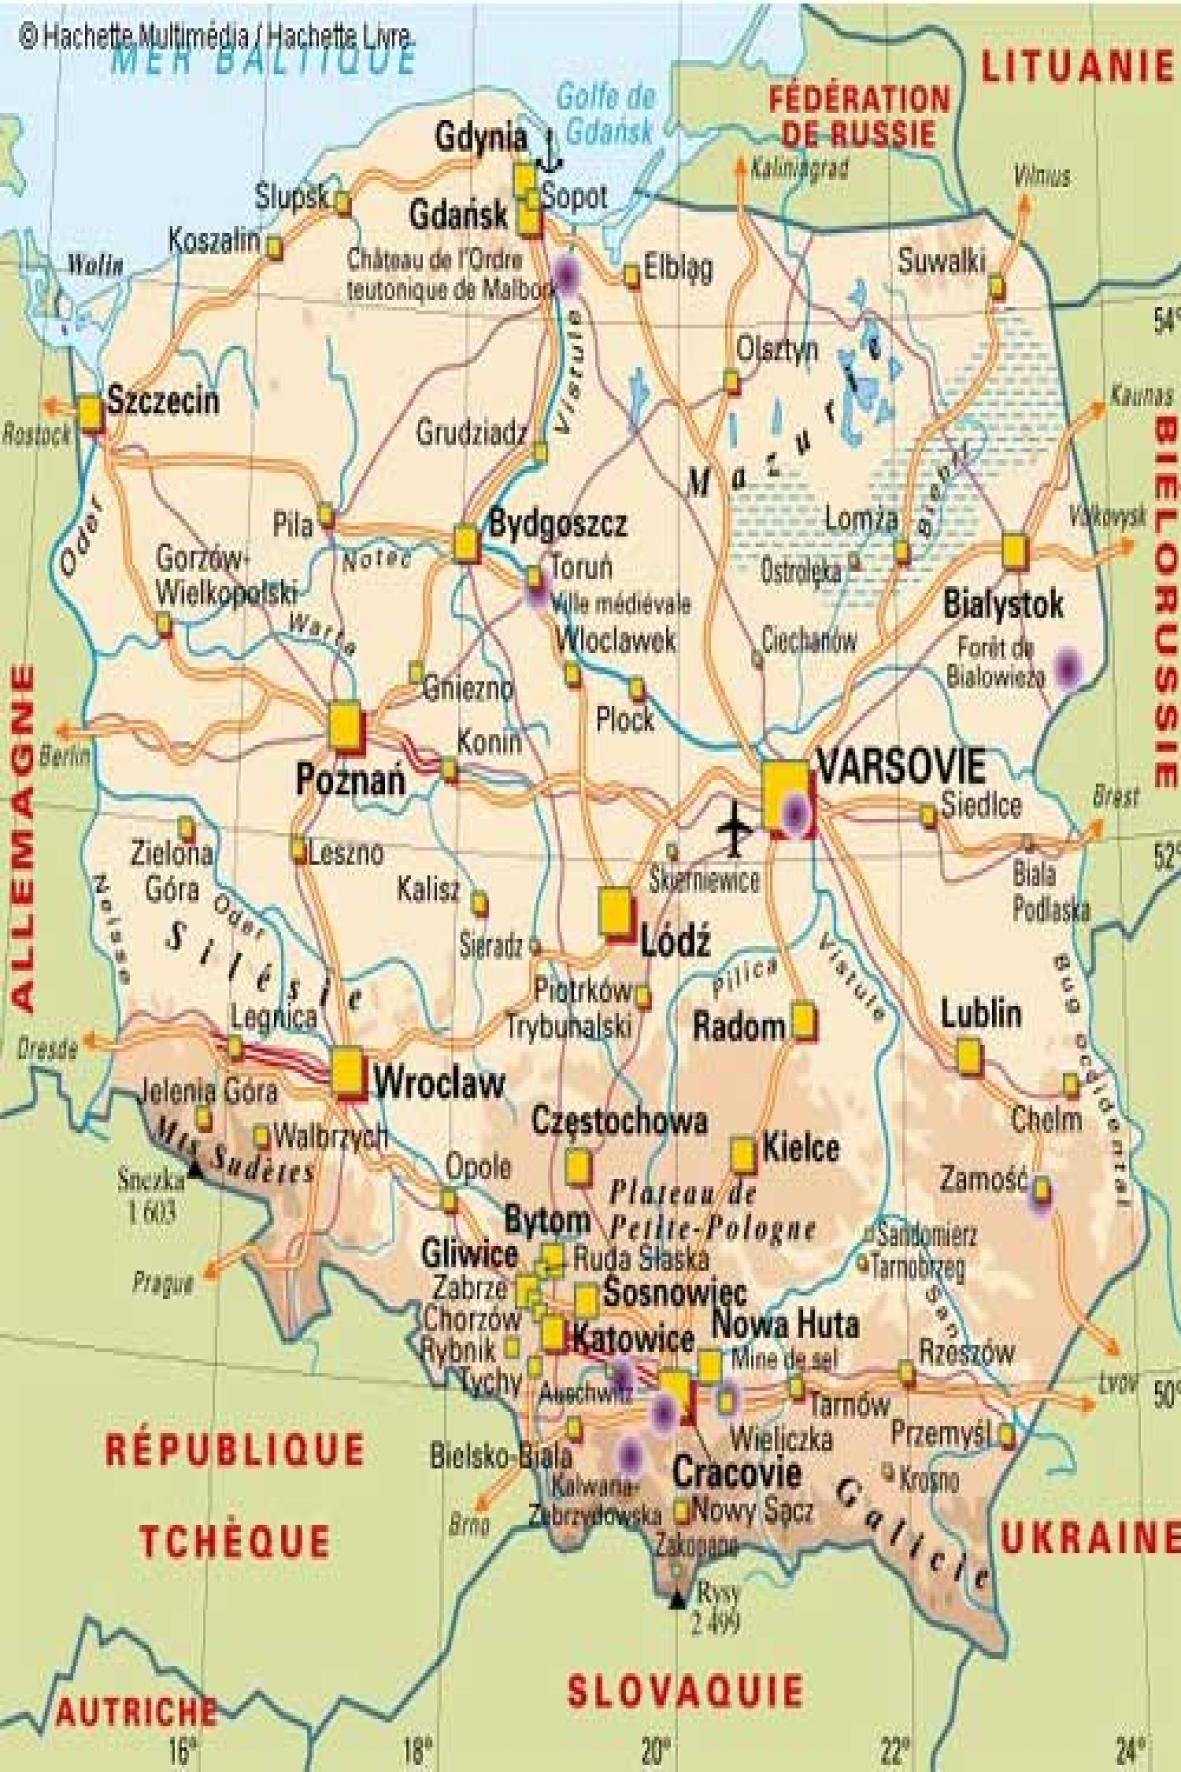 © Hachette Multimédia / Hachette Livre
MER BALTIQUE
LITUANIE
Golfe de
Gdańsk
FÉDÉRATION
DE RUSSIE
Gdynia
Kaliningrad
Vilnius
Słupsk
Sopot
Gdańsk
Koszalin
Wolin
Château de l'Ordre
teutonique de Malbork
Elbląg
Suwalki
54°
Vistule
Olsztyn
Szczecin
Kaunas
Rostock
Grudziadz
Mazurie
BIÉLORUSSIE
Biebrz
Oder
Pila
Bydgoszcz
Lomża
Volkovysk
Notec
Gorzów-
Wielkopolski
Toruń
Ostrołęka
Ville médiévale
Bialystok
Warta
Wloclawek
Ciechanów
Forêt de
Bialowieza
ALLEMAGNE
Gniezno
Plock
Berlin
Konin
VARSOVIE
Poznań
Siedlce
Brest
Zielona
Góra
Leszno
52°
Skierniewice
Kalisz
Biala
Podlaska
Neisse
Oder
Silésie
Sieradz
Lódź
Pilica
Vistule
Bug occidental
Piotrków
Trybunalski
Legnica
Radom
Lublin
Dresde
Wroclaw
Jelenia Góra
Chelm
Częstochowa
Mts Sudètes
Walbrzych
Kielce
Snezka
1 603
Opole
Zamość
Plateau de
Petite-Pologne
Bytom
Sandomierz
Gliwice
Ruda Slaska
Tarnobrzeg
Prague
Zabrze
Sosnowiec
San
Chorzów
Katowice
Nowa Huta
Rybnik
Mine de sel
Rzeszów
Tychy
Auschwitz
Lvov
50°
Tarnów
RÉPUBLIQUE
TCHÈQUE
Bielsko-Biala
Wieliczka
Przemyśl
Cracovie
Krosno
Kalwaria-
Zebrzydowska
Galicie
Brno
Nowy Sącz
UKRAINE
Zakopane
Rysy
2 499
SLOVAQUIE
AUTRICHE
16°
18°
20°
22°
24°